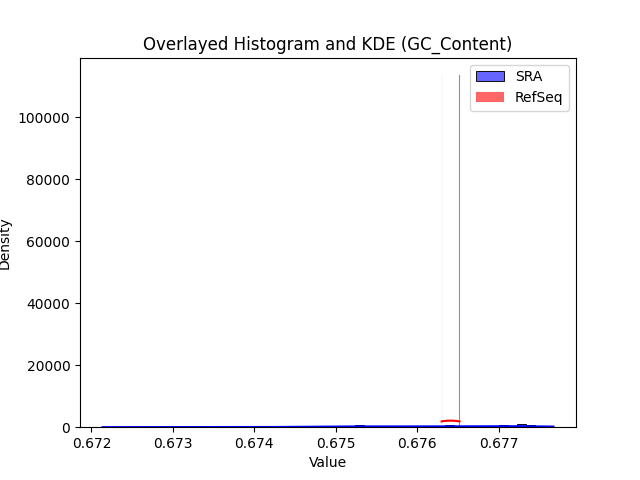 Overlayed Histogram and KDE (GC_Content)
SRA
RefSeq
100000
80000
60000
40000
20000
0
Density
0.672 0.673 0.674 0.675 0.676 0.677
Value